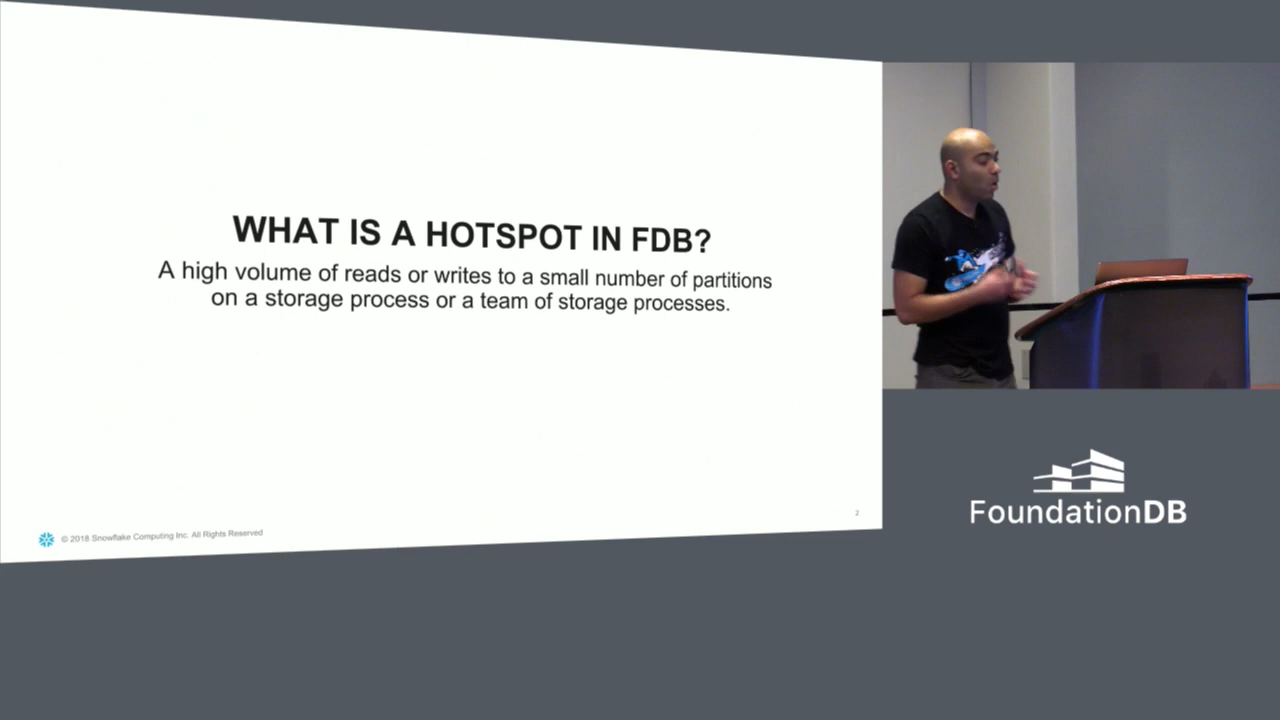 WHAT IS A HOTSPOT IN FDB?
A high volume of reads or writes to a small number of partitions
on a storage process or a team of storage processes.
© 2018 Snowflake Computing Inc. All Rights Reserved
2
FoundationDB